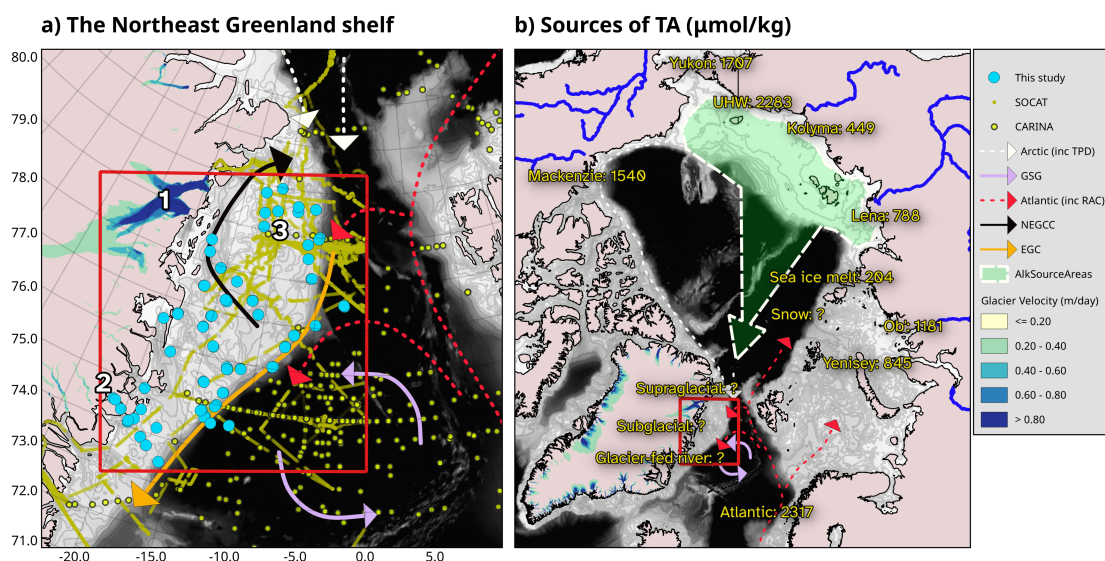 a) The Northeast Greenland shelf
80.0
79.0
78.0
77.0
76.0
75.0
74.0
73.0
72.0
71.0
-20.0
-15.0
-10.0
-5.0
0.0
5.0
1
2
3
b) Sources of TA (µmol/kg)
Yukon: 1707
UHW: 2283
Kolyma: 449
Mackenzie: 1540
Lena: 788
Sea ice melt: 204
Snow: ?
Ob: 1181
Yenisey: 845
Supraglacial: ?
Subglacial: ?
Glacier-fed river: ?
Atlantic: 2317
This study
SOCAT
CARINA
Arctic (inc TPD)
GSG
Atlantic (inc RAC)
NEGCC
EGC
AlkSourceAreas
Glacier Velocity (m/day)
<= 0.20
0.20 - 0.40
0.40 - 0.60
0.60 - 0.80
> 0.80